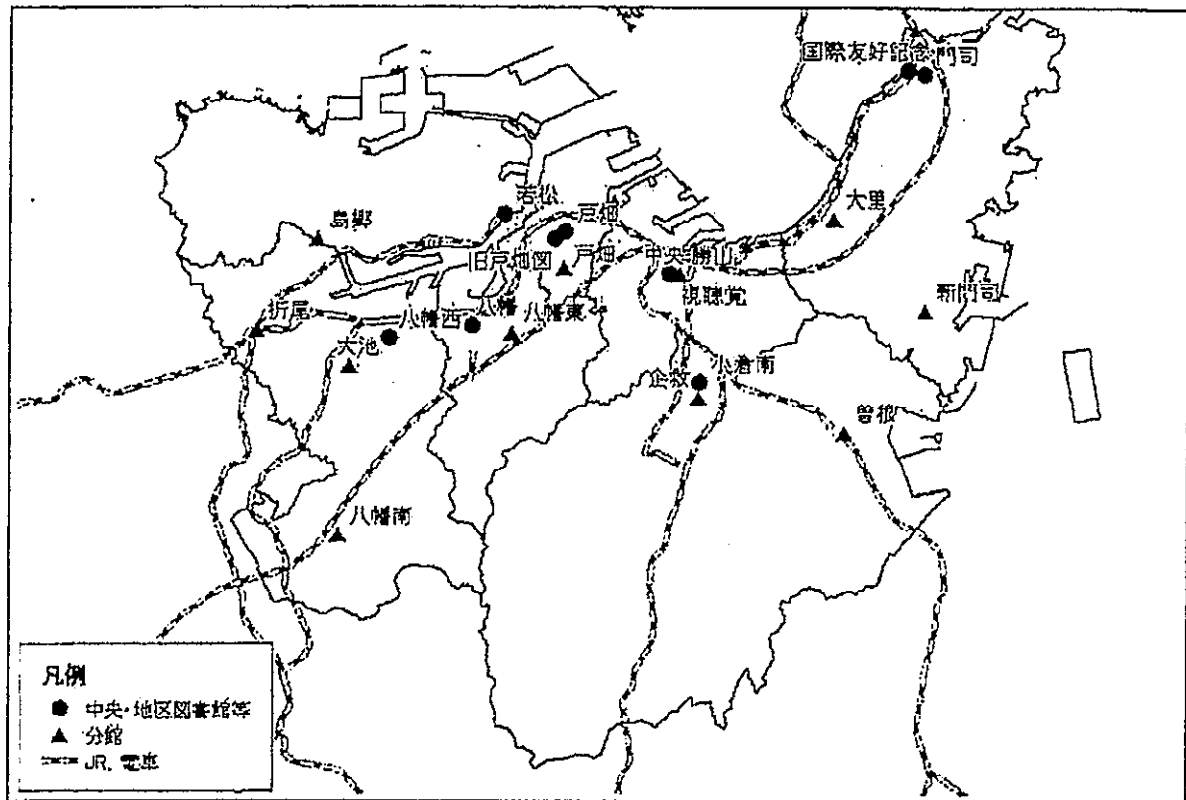 国際友好記念 門司
大里
若松
島郷
戸畑
旧戸畑図
戸畑
中央 勝山
視聴覚
新門司
折尾
八幡西
八幡
八幡東
大池
小倉南
企救
曽根
八幡南
凡例
中央・地区図書館等
分館
JR、電車